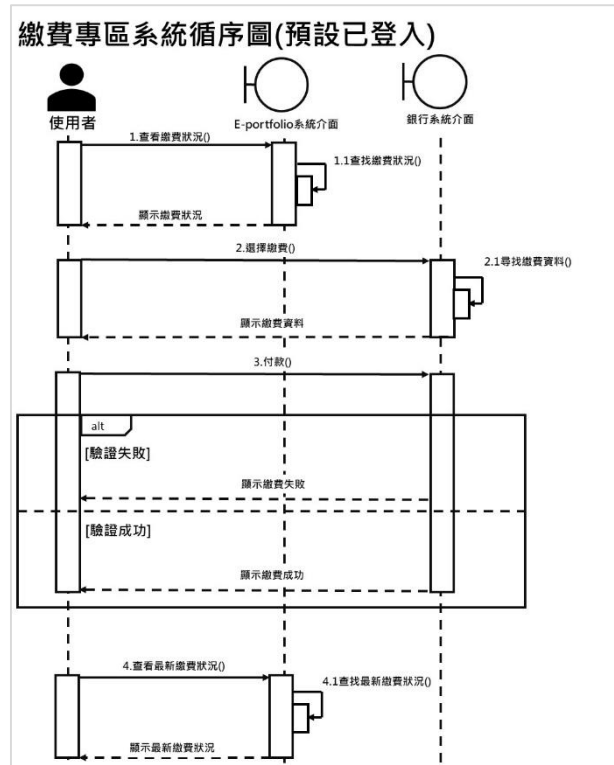 繳費專區系統循序圖(預設已登入)
使用者
E-portfolio系統介面
銀行系統介面
1.查看繳費狀況()
1.1查找繳費狀況()
顯示繳費狀況
2.選擇繳費()
2.1尋找繳費資料()
顯示繳費資料
3.付款()
alt
[驗證失敗]
顯示繳費失敗
[驗證成功]
顯示繳費成功
4.查看最新繳費狀況()
4.1查找最新繳費狀況()
顯示最新繳費狀況